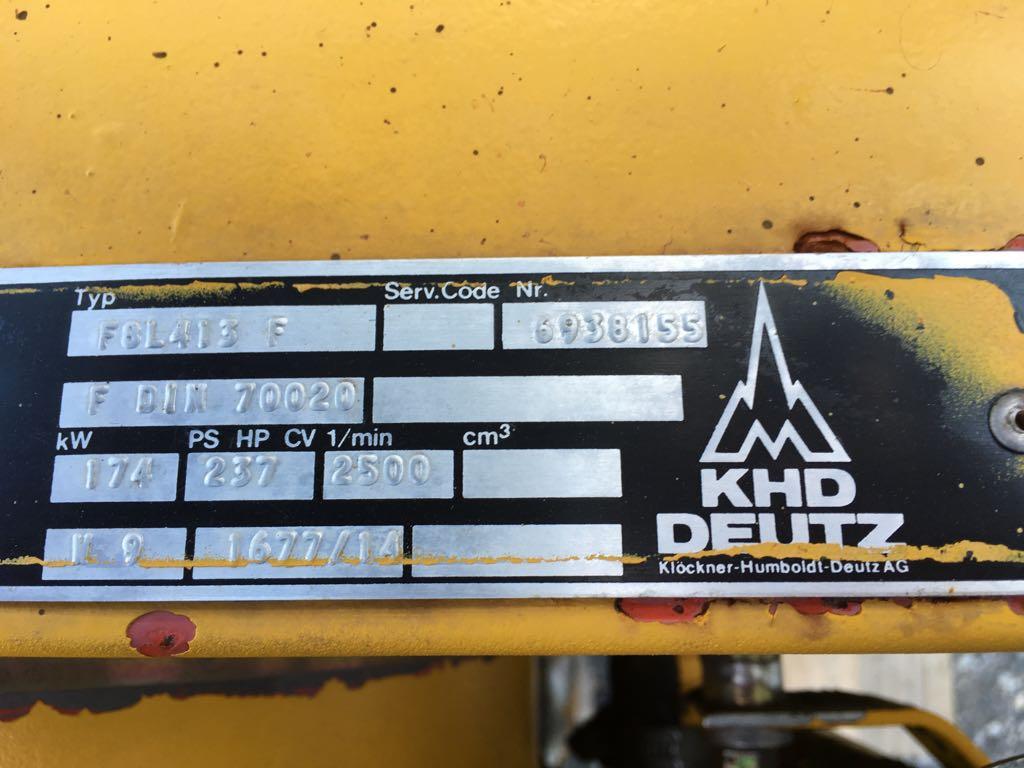 Typ Serv.Code Nr.
F8L413 F 6938155
F DIN 70020
kW PS HP CV 1/min cm³
174 237 2500
1677/14
KHD
DEUTZ
Klöckner-Humboldt-Deutz AG